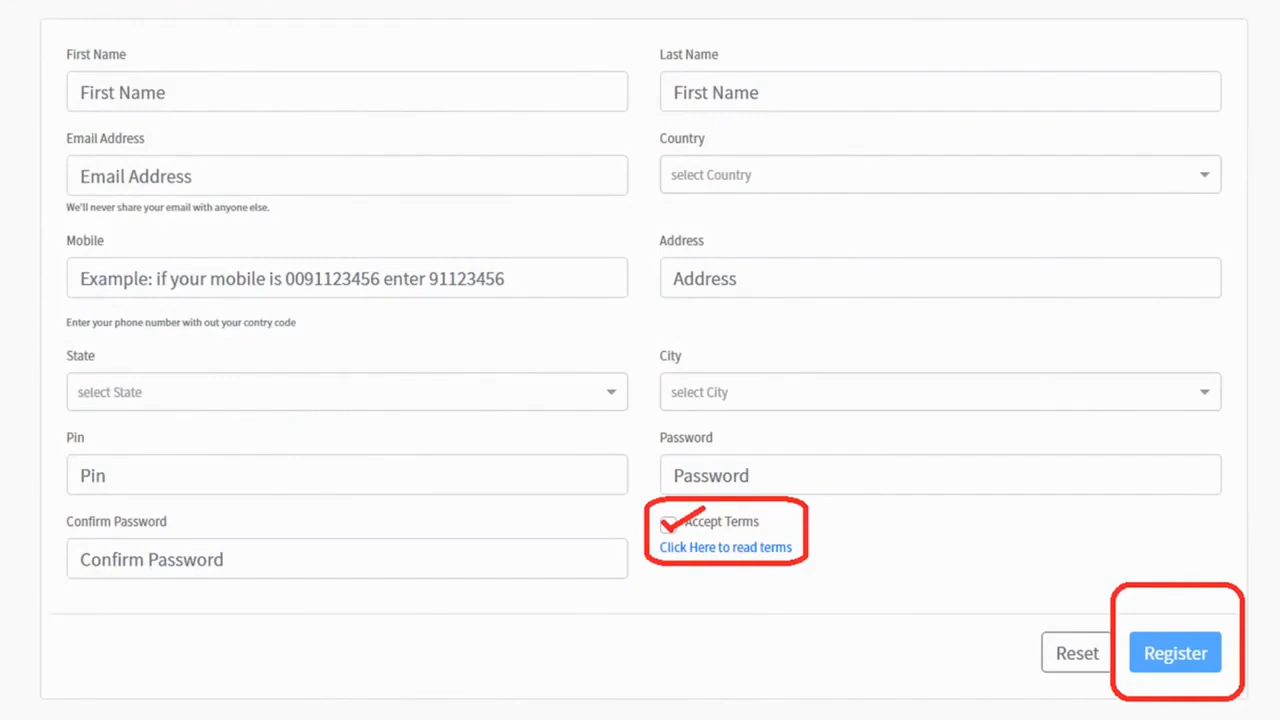 First Name
Last Name
First Name
First Name
Email Address
Country
Email Address
select Country
We'll never share your email with anyone else.
Mobile
Address
Example: if your mobile is 0091123456 enter 91123456
Address
Enter your phone number with out your contry code
State
City
select State
select City
Pin
Password
Pin
Password
Confirm Password
Accept Terms
Click Here to read terms
Confirm Password
Reset
Register